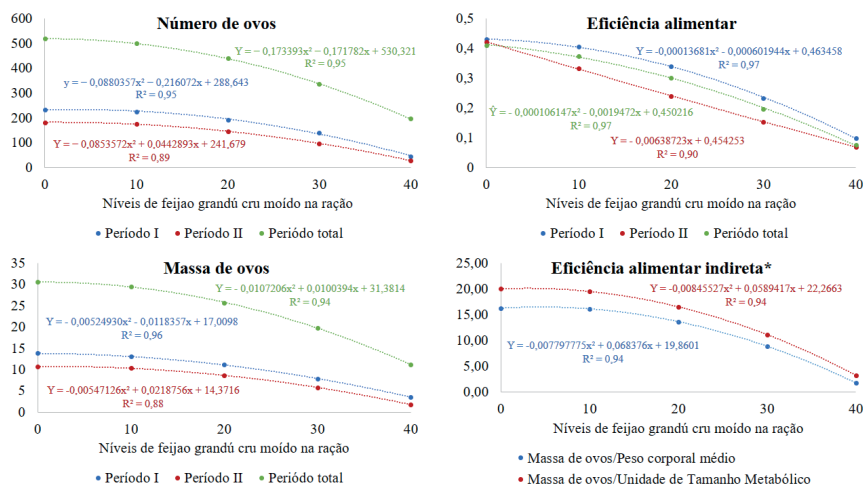 Número de ovos
600
500
400
300
200
100
0
Y = − 0,173393x² − 0,171782x + 530,321
R² = 0,95
y = − 0,0880357x² − 0,216072x + 288,643
R² = 0,95
Y = − 0,0853572x² + 0,0442893x + 241,679
R² = 0,89
0 10 20 30 40
Níveis de feijao grandú cru moído na ração
Período I Período II Periódo total
Eficiência alimentar
0,5
0,4
0,3
0,2
0,1
0
Y = -0,00013681x² - 0,000601944x + 0,463458
R² = 0,97
Ŷ = - 0,000106147x² - 0,0019472x + 0,450216
R² = 0,97
Y = - 0,00638723x + 0,454253
R² = 0,90
0 10 20 30 40
Níveis de feijao grandú cru moído na ração
Período I Período II Periódo total
Massa de ovos
35
30
25
20
15
10
5
0
Y = - 0,0107206x² + 0,0100394x + 31,3814
R² = 0,94
Y = - 0,00524930x² - 0,0118357x + 17,0098
R² = 0,96
Y = -0,00547126x² + 0,0218756x + 14,3716
R² = 0,88
0 10 20 30 40
Níveis de feijao grandú cru moído na ração
Período I Período II Periódo total
Eficiência alimentar indireta*
25,00
20,00
15,00
10,00
5,00
0,00
Y = -0,00845527x² + 0,0589417x + 22,2663
R² = 0,94
Y = -0,007797775x² + 0,068376x + 19,8601
R² = 0,94
0 10 20 30 40
Níveis de feijao grandú cru moído na ração
Massa de ovos/Peso corporal médio
Massa de ovos/Unidade de Tamanho Metabólico